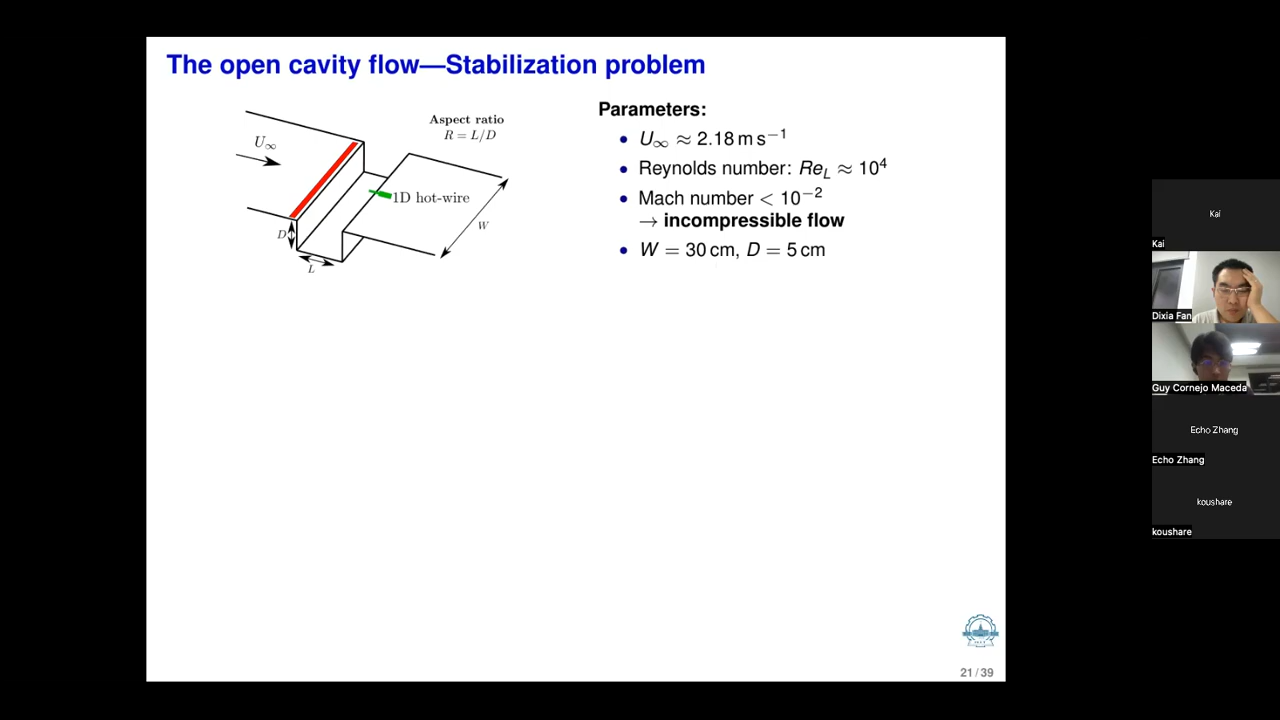 The open cavity flow—Stabilization problem
Aspect ratio
R = L/D
U∞
1D hot-wire
D
L
W
Parameters:
• U∞ ≈ 2.18 m s⁻¹
• Reynolds number: Re_L ≈ 10⁴
• Mach number < 10⁻²
→ incompressible flow
• W = 30 cm, D = 5 cm
21 / 39
Kai
Kai
Dixia Fan
Guy Cornejo Maceda
Echo Zhang
Echo Zhang
koushare
koushare